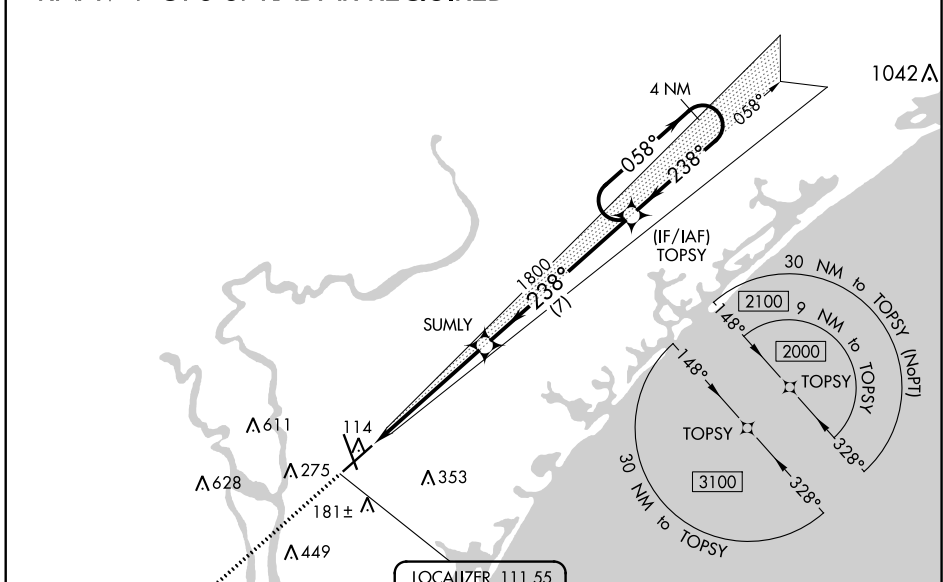 1042
4 NM
058°
058°
238°
(IF/IAF)
TOPSY
1800
238°
(7)
SUMLY
30 NM to TOPSY (NoPT)
2100
9 NM to TOPSY
148°
2000
TOPSY
148°
TOPSY
328°
3100
328°
30 NM to TOPSY
611
114
275
628
353
181±
449
LOCALIZER 111.55